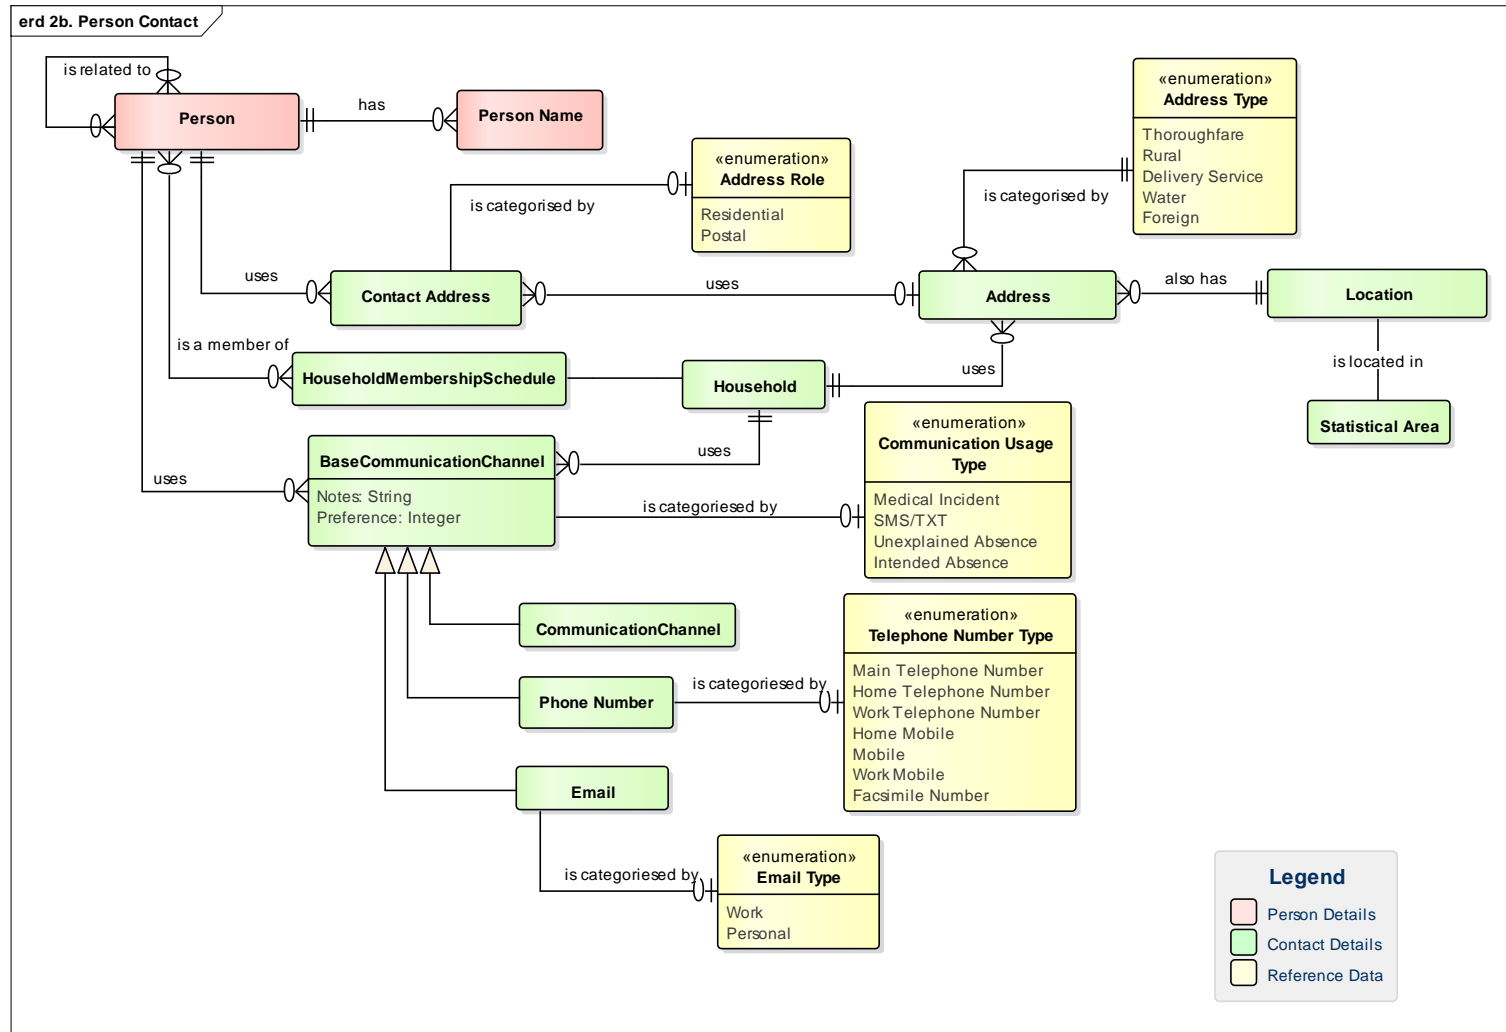 erd 2b. Person Contact
is related to
Person
has
Person Name
«enumeration»
Address Role
Residential
Postal
«enumeration»
Address Type
Thoroughfare
Rural
Delivery Service
Water
Foreign
is categorised by
is categorised by
uses
Contact Address
uses
Address
also has
Location
is a member of
HouseholdMembershipSchedule
Household
uses
is located in
Statistical Area
BaseCommunicationChannel
Notes: String
Preference: Integer
uses
uses
is categoriesed by
«enumeration»
Communication Usage
Type
Medical Incident
SMS/TXT
Unexplained Absence
Intended Absence
CommunicationChannel
Phone Number
is categoriesed by
«enumeration»
Telephone Number Type
Main Telephone Number
Home Telephone Number
Work Telephone Number
Home Mobile
Mobile
Work Mobile
Facsimile Number
Email
is categoriesed by
«enumeration»
Email Type
Work
Personal
Legend
Person Details
Contact Details
Reference Data